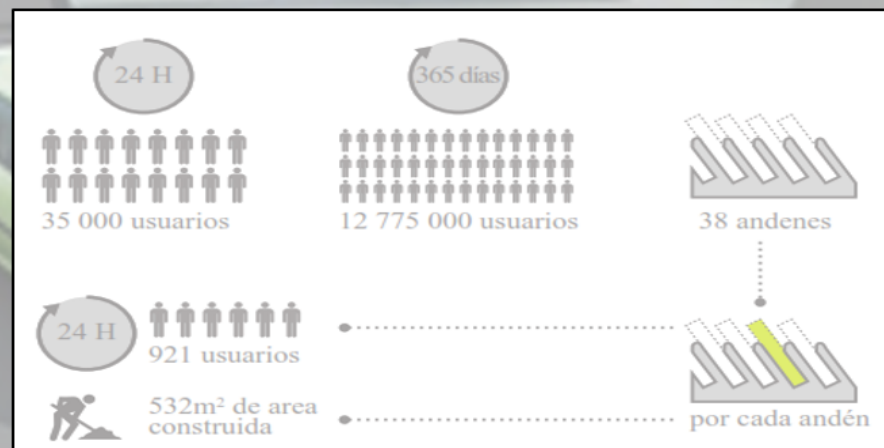 24 H
365 días
35 000 usuarios
12 775 000 usuarios
38 andenes
24 H
921 usuarios
532m² de area
construida
por cada andén